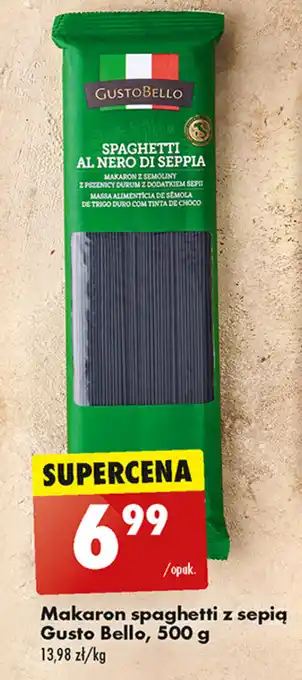 GUSTOBELLO
SPAGHETTI
AL NERO DI SEPPIA
MAKARON Z SEMOLINY
Z PSZENICY DURUM Z DODATKIEM SEPII
MASSA ALIMENTÍCIA DE SÊMOLA
DE TRIGO DURO COM TINTA DE CHOCO
SUPERCENA
6 99
/opak.
Makaron spaghetti z sepią
Gusto Bello, 500 g
13,98 zł/kg